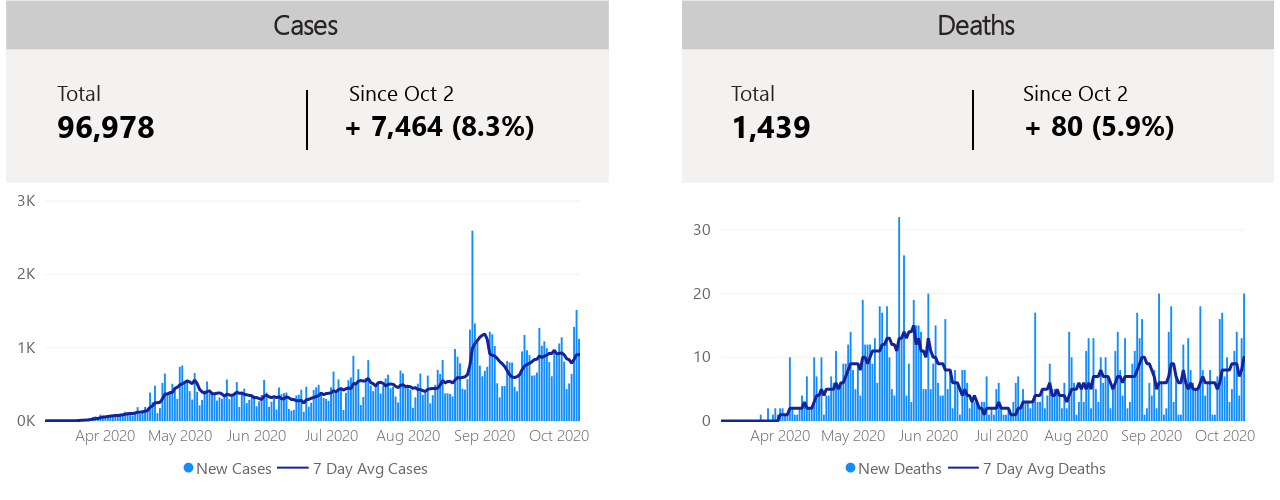 Cases
Total
96,978
Since Oct 2
+ 7,464 (8.3%)
3K
2K
1K
0K
Apr 2020 May 2020 Jun 2020 Jul 2020 Aug 2020 Sep 2020 Oct 2020
New Cases 7 Day Avg Cases
Deaths
Total
1,439
Since Oct 2
+ 80 (5.9%)
30
20
10
0
Apr 2020 May 2020 Jun 2020 Jul 2020 Aug 2020 Sep 2020 Oct 2020
New Deaths 7 Day Avg Deaths